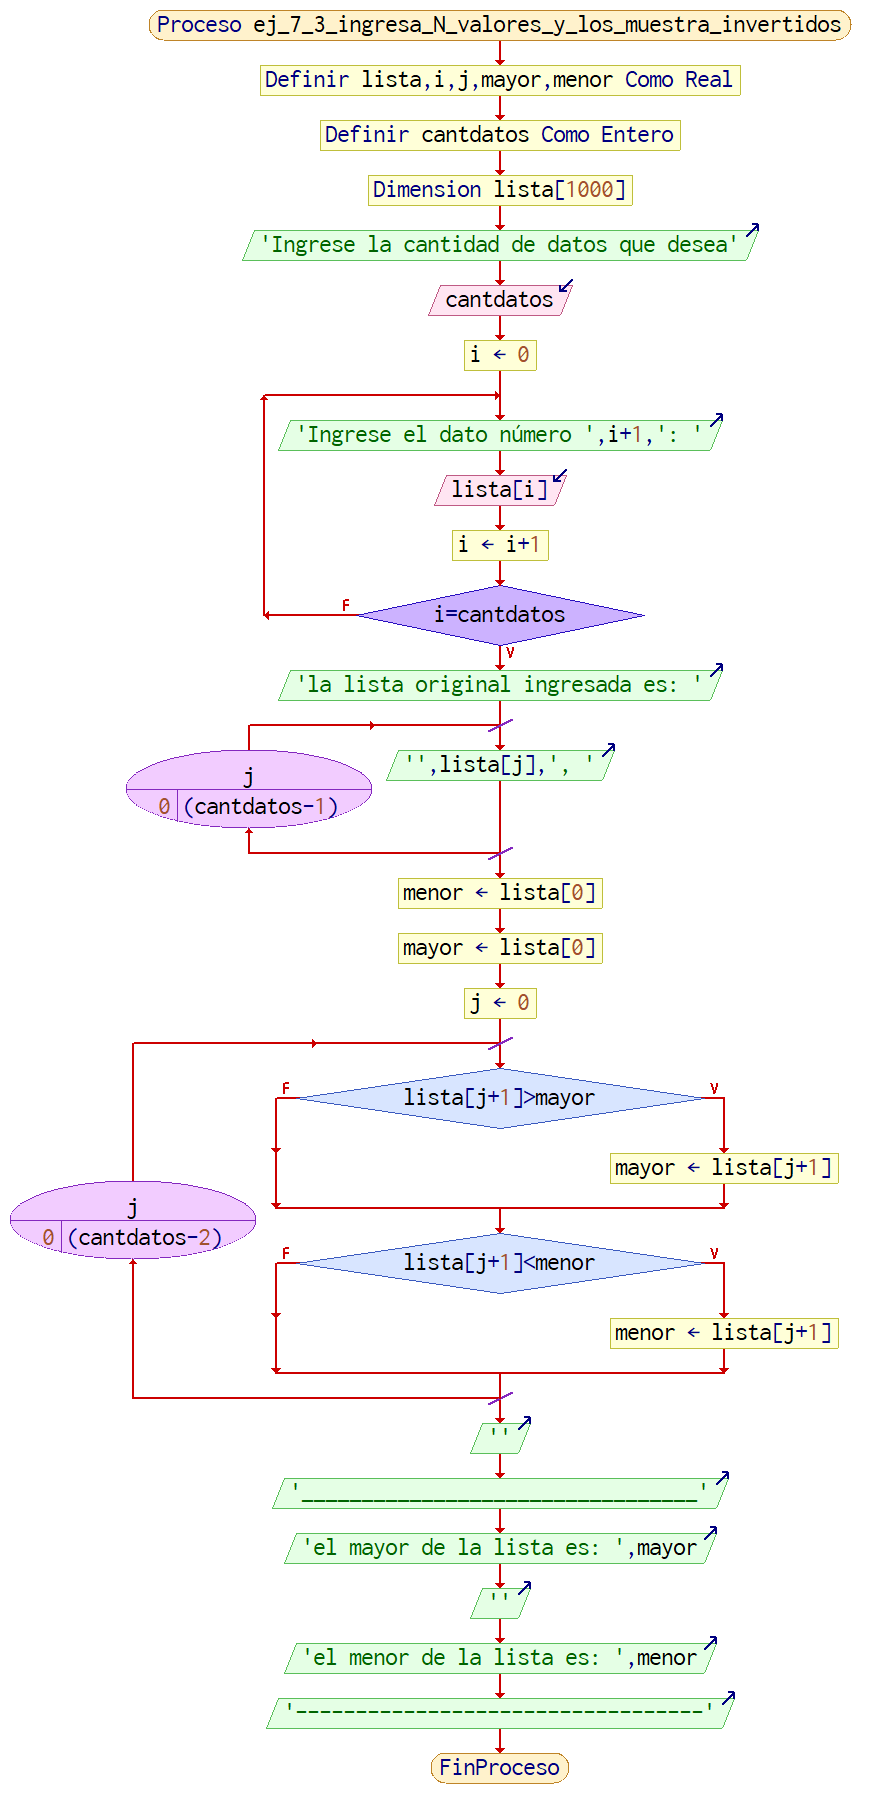 Proceso ej_7_3_ingresa_N_valores_y_los_muestra_invertidos
Definir lista,i,j,mayor,menor Como Real
Definir cantdatos Como Entero
Dimension lista[1000]
'Ingrese la cantidad de datos que desea'
cantdatos
i ← 0
'Ingrese el dato número ',i+1,': '
lista[i]
i ← i+1
F
i=cantdatos
V
'la lista original ingresada es: '
'',lista[j],', '
j
0 (cantdatos-1)
menor ← lista[0]
mayor ← lista[0]
j ← 0
F
lista[j+1]>mayor
V
mayor ← lista[j+1]
j
0 (cantdatos-2)
F
lista[j+1]<menor
V
menor ← lista[j+1]
''
'_________________________________'
'el mayor de la lista es: ',mayor
''
'el menor de la lista es: ',menor
'----------------------------------'
FinProceso